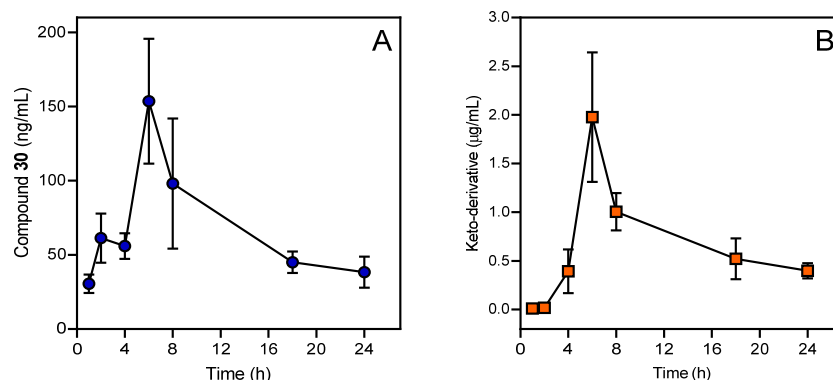 A
Compound 30 (ng/mL)
200
150
100
50
0
0 4 8 12 16 20 24
Time (h)
B
Keto-derivative (µg/mL)
3.0
2.5
2.0
1.5
1.0
0.5
0.0
0 4 8 12 16 20 24
Time (h)